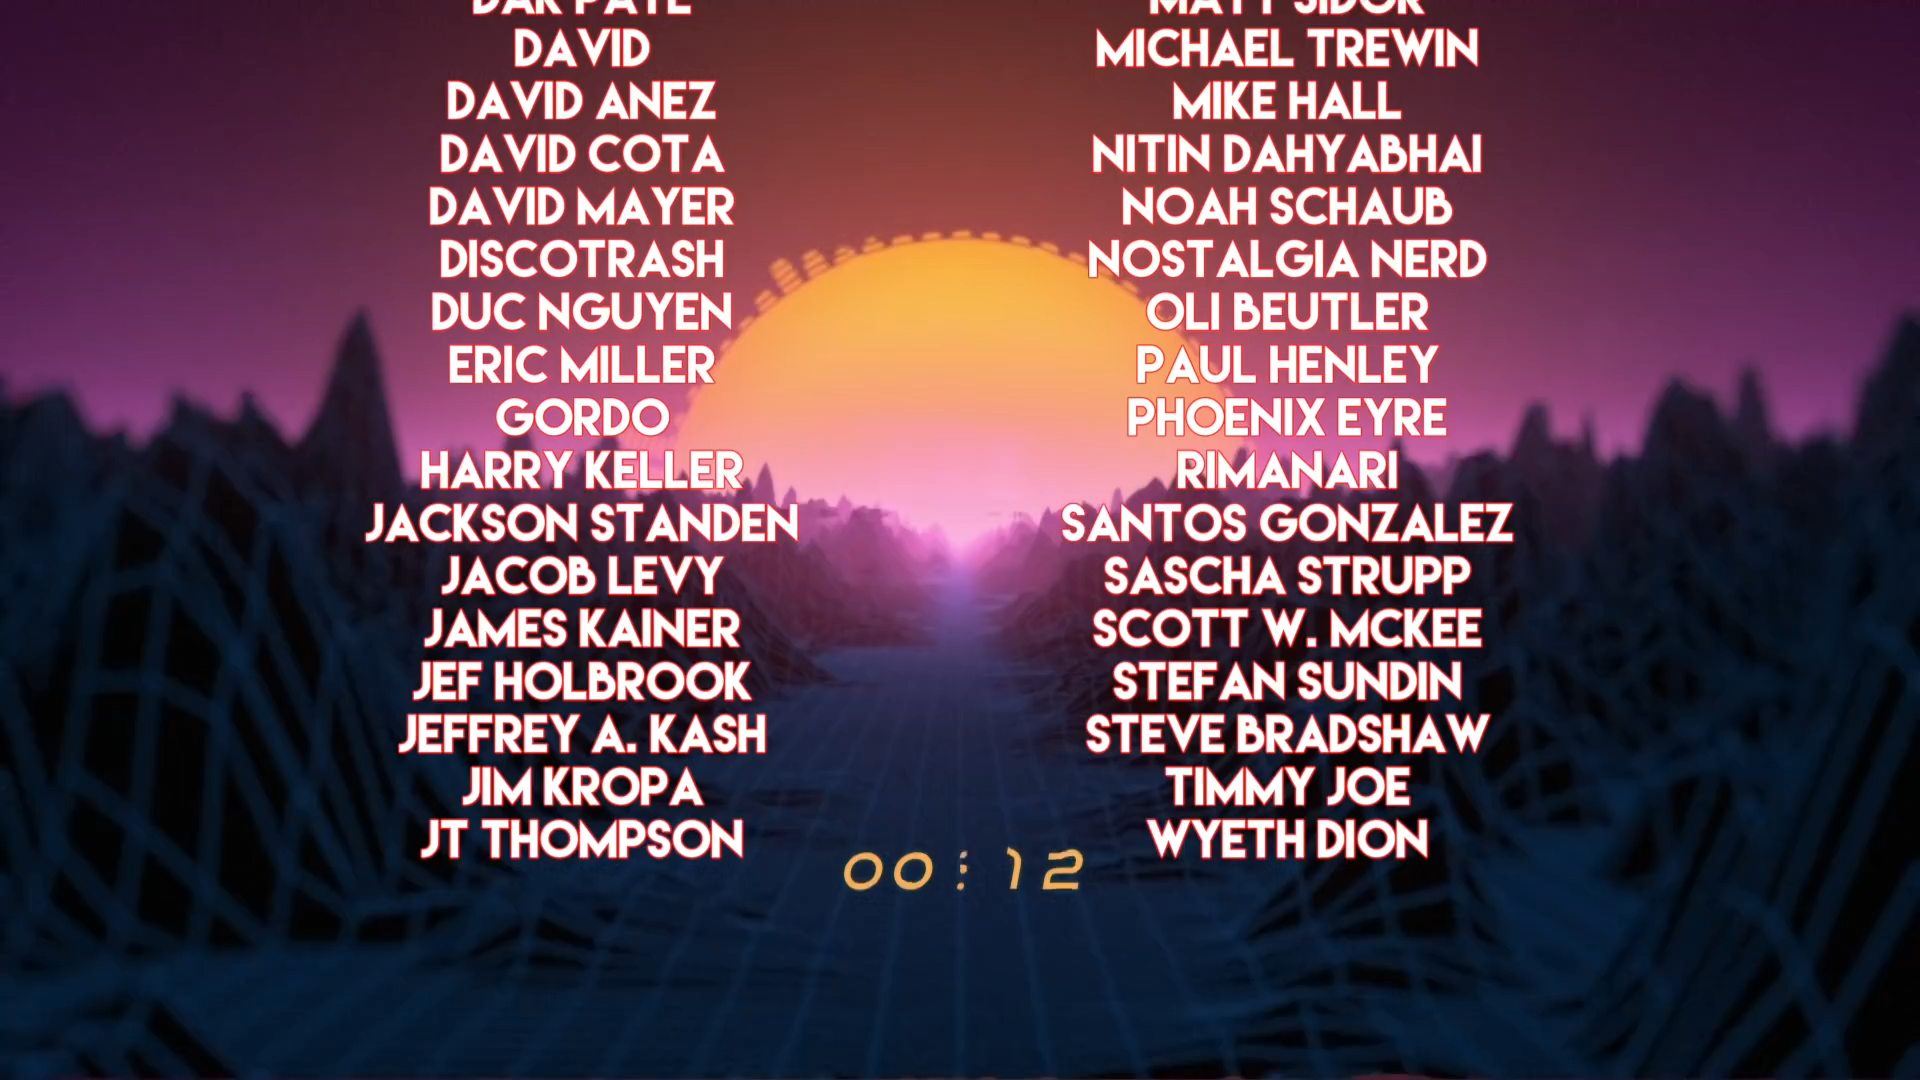 DAVID
DAVID ANEZ
DAVID COTA
DAVID MAYER
DISCOTRASH
DUC NGUYEN
ERIC MILLER
GORDO
HARRY KELLER
JACKSON STANDEN
JACOB LEVY
JAMES KAINER
JEF HOLBROOK
JEFFREY A. KASH
JIM KROPA
JT THOMPSON
MATT SIDOR
MICHAEL TREWIN
MIKE HALL
NITIN DAHYABHAI
NOAH SCHAUB
NOSTALGIA NERD
OLI BEUTLER
PAUL HENLEY
PHOENIX EYRE
RIMANARI
SANTOS GONZALEZ
SASCHA STRUPP
SCOTT W. MCKEE
STEFAN SUNDIN
STEVE BRADSHAW
TIMMY JOE
WYETH DION
00:12